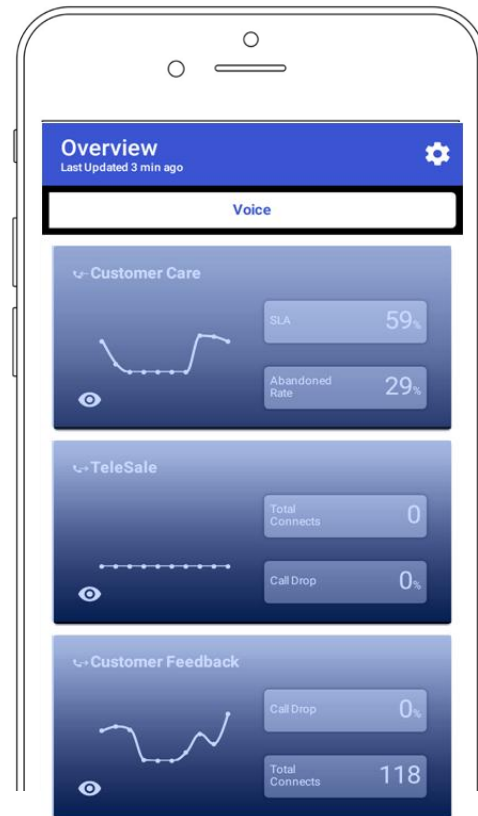 Overview
Last Updated 3 min ago
Voice
Customer Care
SLA 59%
Abandoned
Rate 29%
TeleSale
Total
Connects 0
Call Drop 0%
Customer Feedback
Call Drop 0%
Total
Connects 118